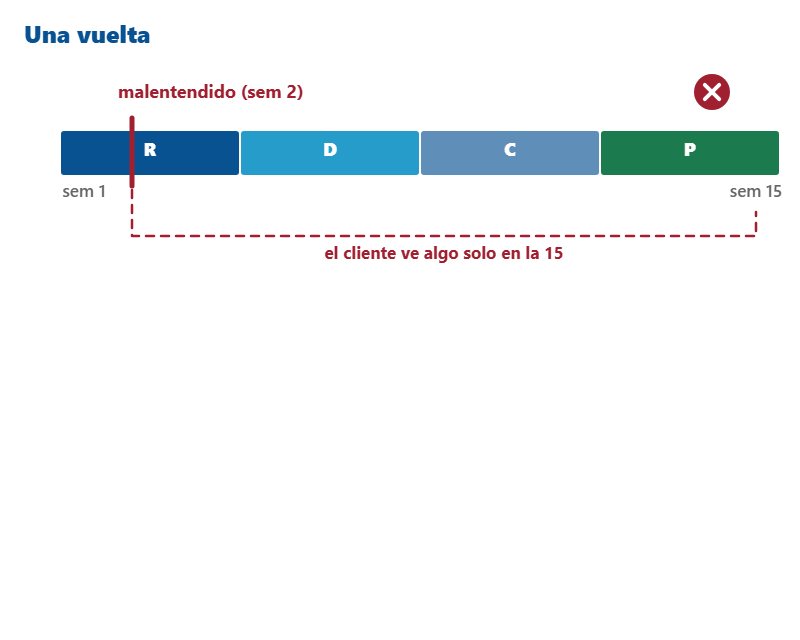 Una vuelta
malentendido (sem 2)
R
D
C
P
sem 1
sem 15
el cliente ve algo solo en la 15